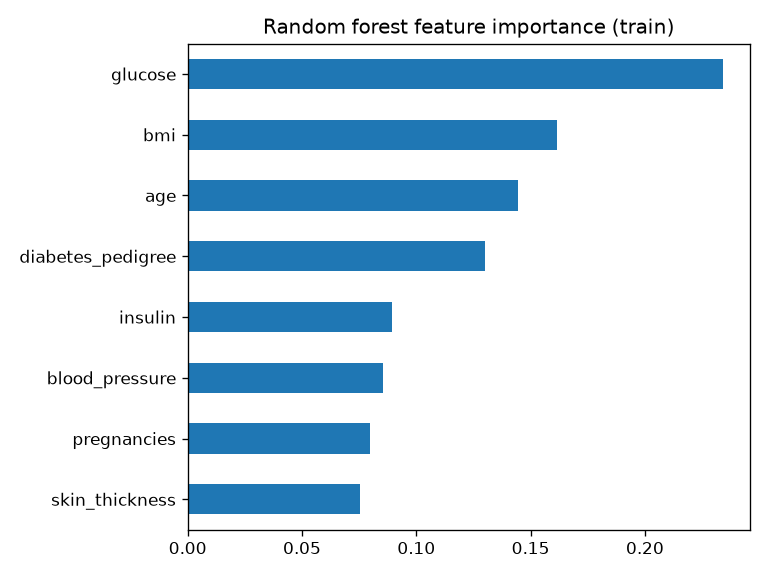 Random forest feature importance (train)
glucose
bmi
age
diabetes_pedigree
insulin
blood_pressure
pregnancies
skin_thickness
0.00 0.05 0.10 0.15 0.20